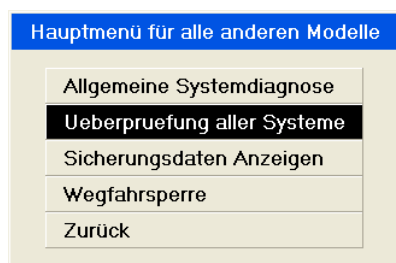 Hauptmenü für alle anderen Modelle
Allgemeine Systemdiagnose
Ueberpruefung aller Systeme
Sicherungsdaten Anzeigen
Wegfahrsperre
Zurück